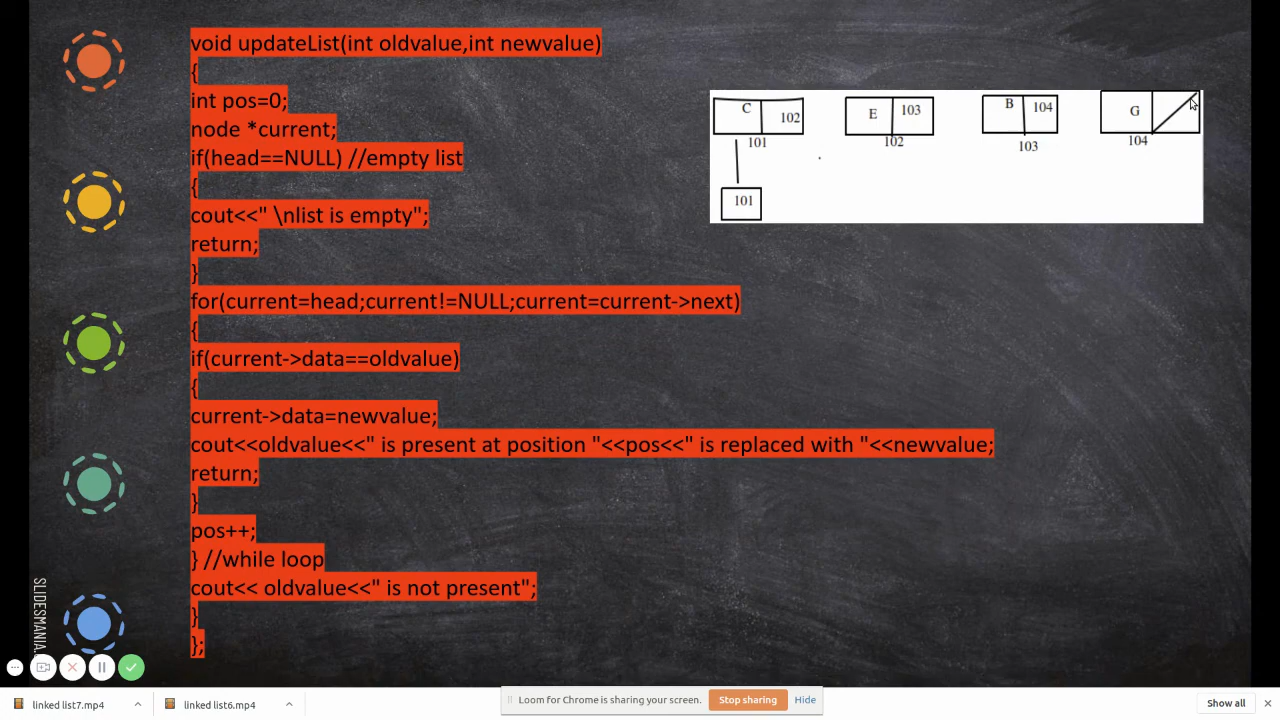 void updateList(int oldvalue,int newvalue)
{
int pos=0;
node *current;
if(head==NULL) //empty list
{
cout<<" \nlist is empty";
return;
}
for(current=head;current!=NULL;current=current->next)
{
if(current->data==oldvalue)
{
current->data=newvalue;
cout<<oldvalue<<" is present at position "<<pos<<" is replaced with "<<newvalue;
return;
}
pos++;
} //while loop
cout<< oldvalue<<" is not present";
}
};
C 102 E 103 B 104 G
101 102 103 104
101
SLIDESMANIA.
Loom for Chrome is sharing your screen. Stop sharing Hide
linked list7.mp4 linked list6.mp4 Show all